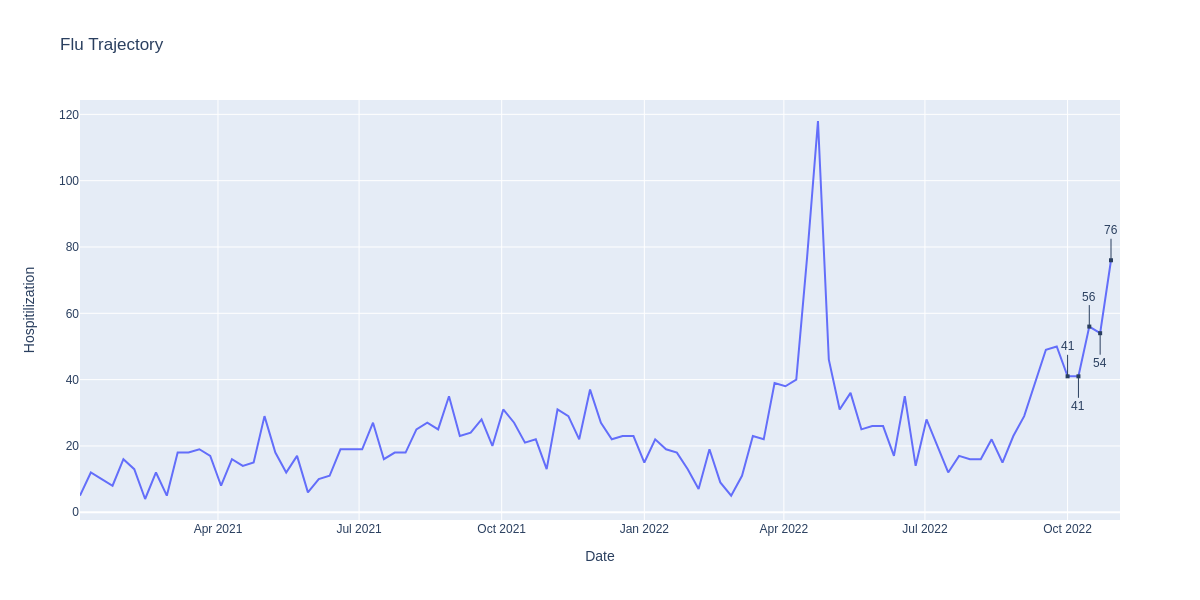 Flu Trajectory
120
100
80
60
40
20
0
Hospitilization
76
56
54
41
41
Apr 2021
Jul 2021
Oct 2021
Jan 2022
Apr 2022
Jul 2022
Oct 2022
Date